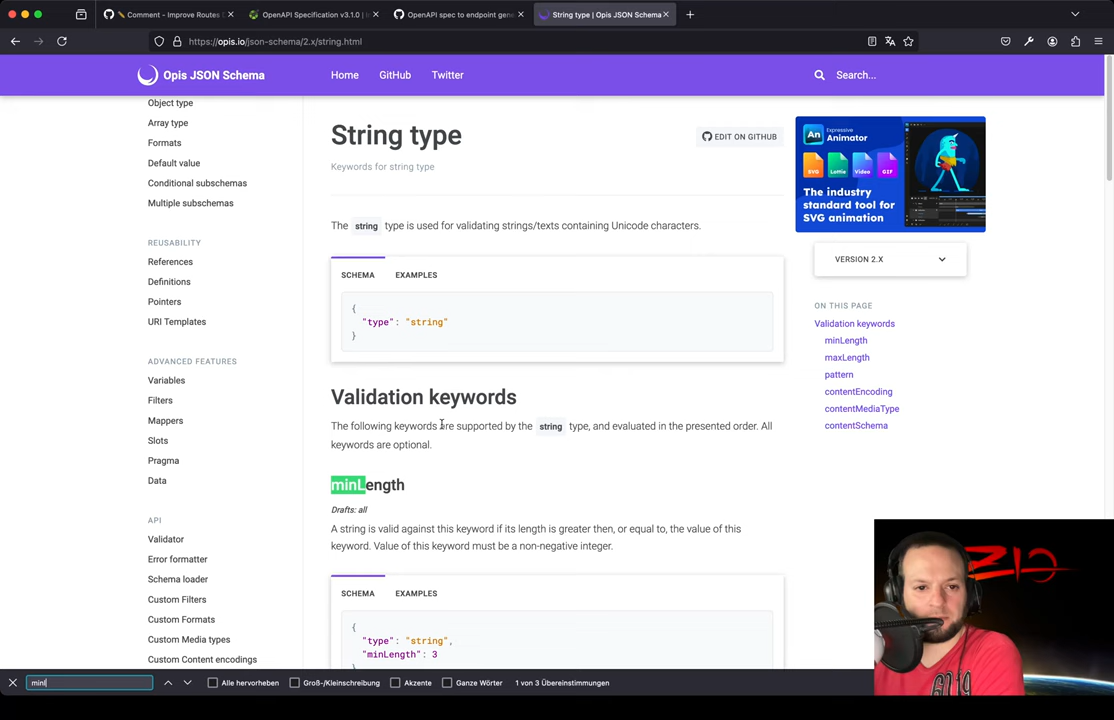 ✏️ Comment - Improve Routes
OpenAPI Specification v3.1.0 | I
OpenAPI spec to endpoint gene
String type | Opis JSON Schema
https://opis.io/json-schema/2.x/string.html
Opis JSON Schema
Home
GitHub
Twitter
Search...
Object type
Array type
Formats
Default value
Conditional subschemas
Multiple subschemas
REUSABILITY
References
Definitions
Pointers
URI Templates
ADVANCED FEATURES
Variables
Filters
Mappers
Slots
Pragma
Data
API
Validator
Error formatter
Schema loader
Custom Filters
Custom Formats
Custom Media types
Custom Content encodings
String type
EDIT ON GITHUB
Keywords for string type
The string type is used for validating strings/texts containing Unicode characters.
SCHEMA
EXAMPLES
{
"type": "string"
}
Validation keywords
The following keywords are supported by the string type, and evaluated in the presented order. All
keywords are optional.
minLength
Drafts: all
A string is valid against this keyword if its length is greater then, or equal to, the value of this
keyword. Value of this keyword must be a non-negative integer.
SCHEMA
EXAMPLES
{
"type": "string",
"minLength": 3
}
An
Expressive
Animator
SVG
Lottie
Video
GIF
The industry
standard tool for
SVG animation
VERSION 2.X
ON THIS PAGE
Validation keywords
minLength
maxLength
pattern
contentEncoding
contentMediaType
contentSchema
ZIO
minl
Alle hervorheben
Groß-/Kleinschreibung
Akzente
Ganze Wörter
1 von 3 Übereinstimmungen